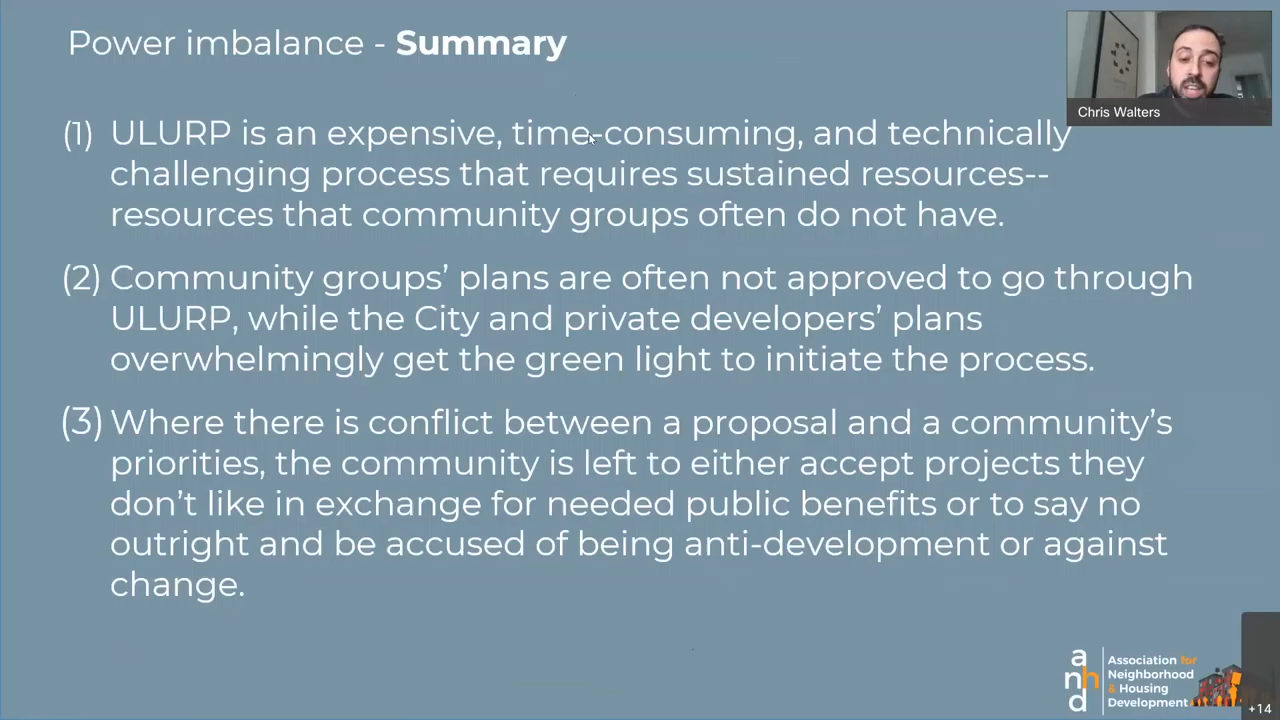 Power imbalance - Summary
Chris Walters
(1) ULURP is an expensive, time-consuming, and technically
challenging process that requires sustained resources--
resources that community groups often do not have.
(2) Community groups' plans are often not approved to go through
ULURP, while the City and private developers' plans
overwhelmingly get the green light to initiate the process.
(3) Where there is conflict between a proposal and a community's
priorities, the community is left to either accept projects they
don't like in exchange for needed public benefits or to say no
outright and be accused of being anti-development or against
change.
a
nh
d
Association for
Neighborhood
& Housing
Development
+14